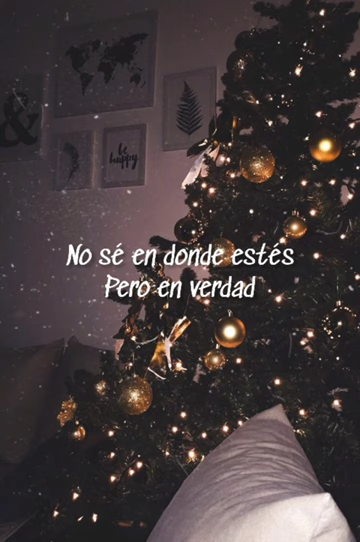 &
be
happy
No sé en donde estés
Pero en verdad